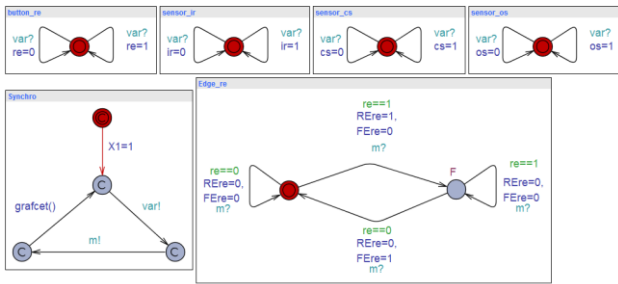 button_re
var?
re=0
var?
re=1
sensor_ir
var?
ir=0
var?
ir=1
sensor_cs
var?
cs=0
var?
cs=1
sensor_os
var?
os=0
var?
os=1
Synchro
C
X1=1
C
grafcet()
var!
m!
C
C
Edge_re
re==1
REre=1,
FEre=0
m?
re==0
REre=0,
FEre=0
m?
F
re==1
REre=0,
FEre=0
m?
re==0
REre=0,
FEre=1
m?